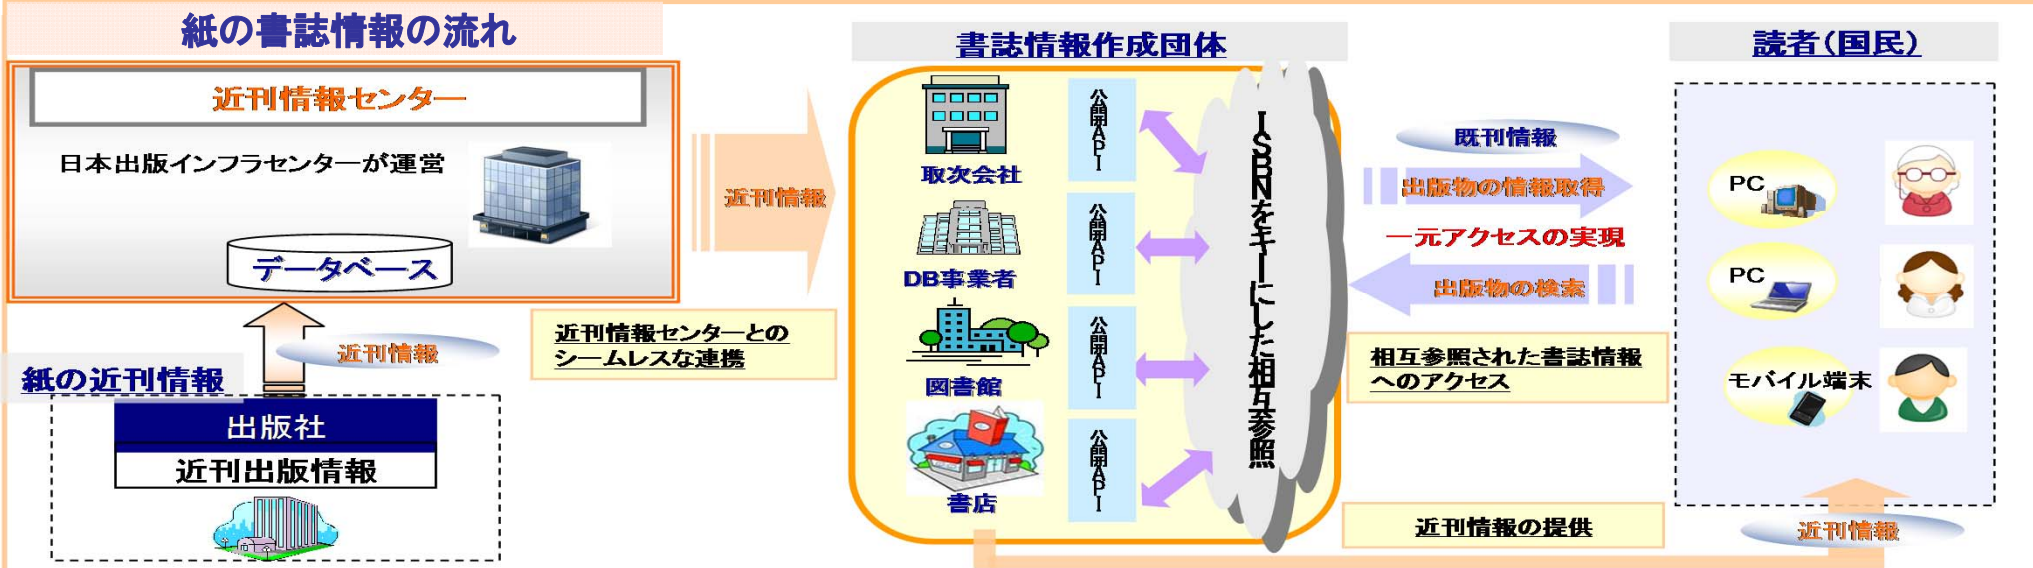 紙の書誌情報の流れ
近刊情報センター
日本出版インフラセンターが運営
データベース
近刊情報
紙の近刊情報
出版社
近刊出版情報
近刊情報
近刊情報センターとの
シームレスな連携
書誌情報作成団体
取次会社
公開API
DB事業者
公開API
図書館
公開API
書店
公開API
ISBNをキーにした相互参照
既刊情報
出版物の情報取得
一元アクセスの実現
出版物の検索
相互参照された書誌情報
へのアクセス
近刊情報の提供
読者(国民)
PC
PC
モバイル端末
近刊情報